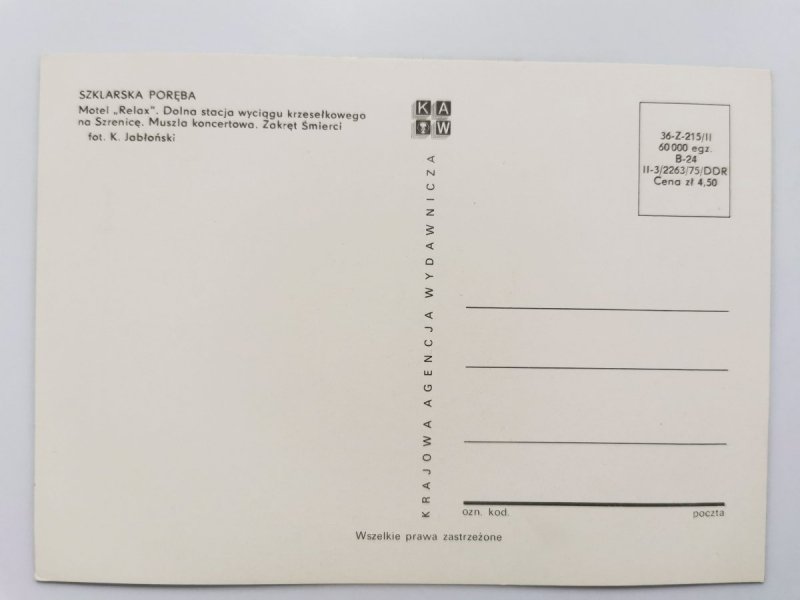 SZKLARSKA PORĘBA
Motel „Relax". Dolna stacja wyciągu krzesełkowego
na Szrenicę. Muszla koncertowa. Zakręt Śmierci
fot. K. Jabłoński
K A
W
KRAJOWA AGENCJA WYDAWNICZA
36-Z-215/II
60 000 egz.
B-24
II-3/2263/75/DDR
Cena zł 4,50
ozn. kod.
poczta
Wszelkie prawa zastrzeżone